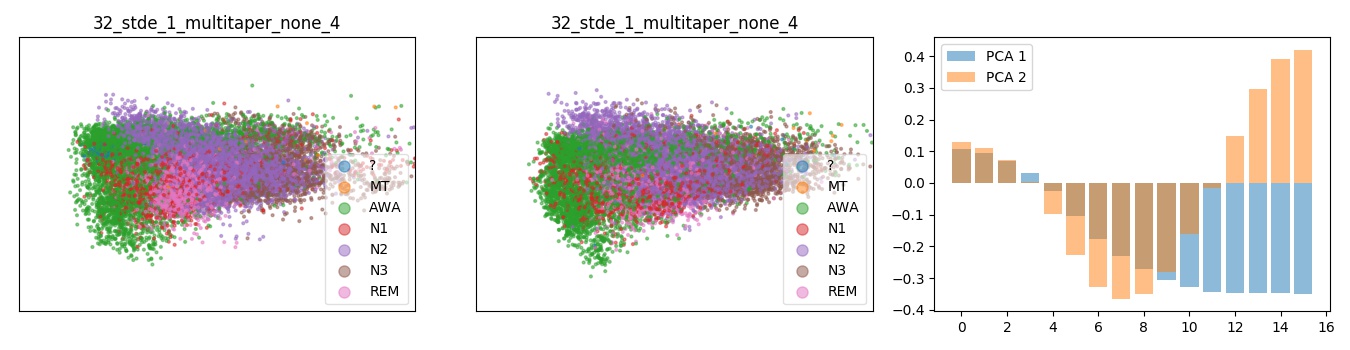 32_stde_1_multitaper_none_4
?
MT
AWA
N1
N2
N3
REM
32_stde_1_multitaper_none_4
?
MT
AWA
N1
N2
N3
REM
PCA 1
PCA 2
0.4
0.3
0.2
0.1
0.0
−0.1
−0.2
−0.3
−0.4
0 2 4 6 8 10 12 14 16